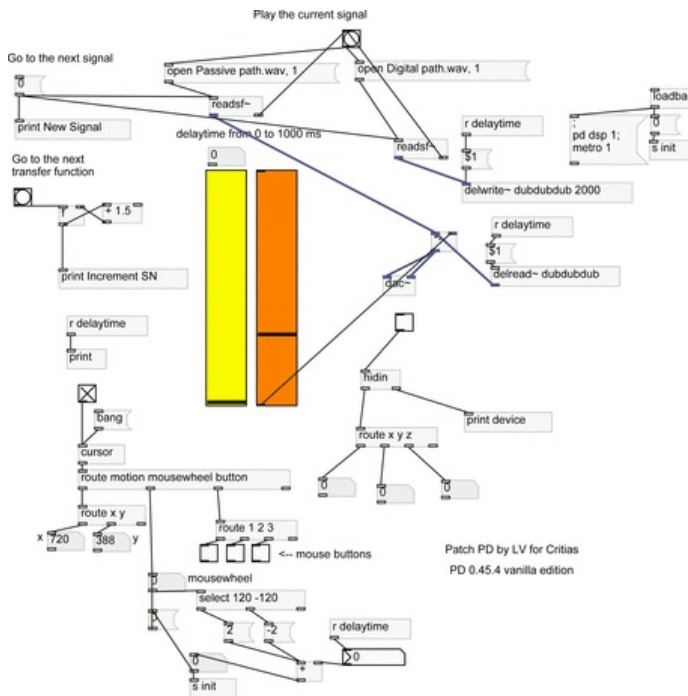 Play the current signal
Go to the next signal
open Passive path.wav, 1
open Digital path.wav, 1
0
readsf~
print New Signal
delaytime from 0 to 1000 ms
readsf~
r delaytime
$1
delwrite~ dubdubdub 2000
;
pd dsp 1;
metro 1
loadba
s init
0
Go to the next
transfer function
+ 1.5
print Increment SN
r delaytime
$1
delread~ dubdubdub
dac~
r delaytime
print
hidin
print device
route x y z
0
0
0
bang
cursor
route motion mousewheel button
route x y
x 720
388 y
route 1 2 3
<-- mouse buttons
Patch PD by LV for Critias
PD 0.45.4 vanilla edition
mousewheel
select 120 -120
2
-2
r delaytime
0
0
+
s init